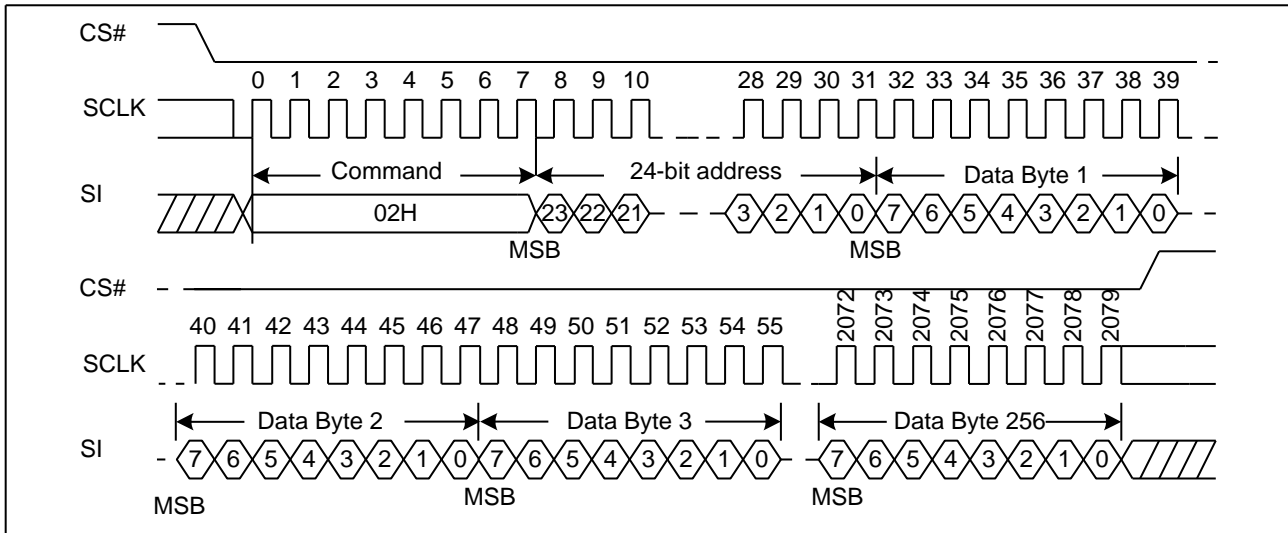 CS#
0 1 2 3 4 5 6 7 8 9 10 28 29 30 31 32 33 34 35 36 37 38 39
SCLK
Command 24-bit address Data Byte 1
SI
02H 23 22 21 3 2 1 0 7 6 5 4 3 2 1 0
MSB MSB
CS#
40 41 42 43 44 45 46 47 48 49 50 51 52 53 54 55 2072 2073 2074 2075 2076 2077 2078 2079
SCLK
Data Byte 2 Data Byte 3 Data Byte 256
SI
7 6 5 4 3 2 1 0 7 6 5 4 3 2 1 0 7 6 5 4 3 2 1 0
MSB MSB MSB